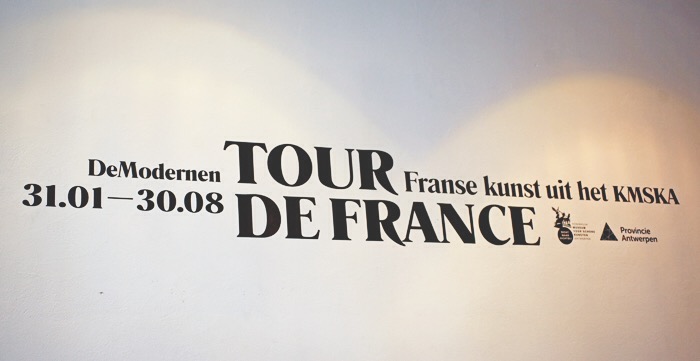 DeModernen
31.01—30.08
TOUR
DE FRANCE
Franse kunst uit het KMSKA
Provincie
Antwerpen